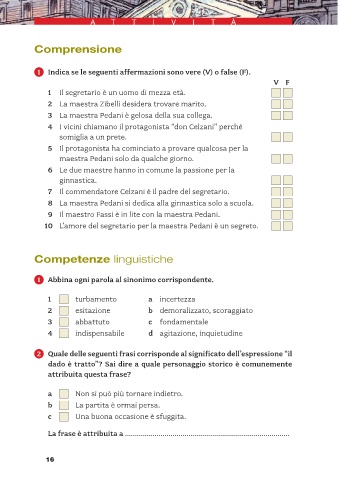 ATTIVITÀ
Comprensione
1 Indica se le seguenti affermazioni sono vere (V) o false (F).
V F
1 Il segretario è un uomo di mezza età.
2 La maestra Zibelli desidera trovare marito.
3 La maestra Pedani è gelosa della sua collega.
4 I vicini chiamano il protagonista "don Celzani" perché
somiglia a un prete.
5 Il protagonista ha cominciato a provare qualcosa per la
maestra Pedani solo da qualche giorno.
6 Le due maestre hanno in comune la passione per la
ginnastica.
7 Il commendatore Celzani è il padre del segretario.
8 La maestra Pedani si dedica alla ginnastica solo a scuola.
9 Il maestro Fassi è in lite con la maestra Pedani.
10 L'amore del segretario per la maestra Pedani è un segreto.
Competenze linguistiche
1 Abbina ogni parola al sinonimo corrispondente.
1 turbamento a incertezza
2 esitazione b demoralizzato, scoraggiato
3 abbattuto c fondamentale
4 indispensabile d agitazione, inquietudine
2 Quale delle seguenti frasi corrisponde al significato dell'espressione "il
dado è tratto"? Sai dire a quale personaggio storico è comunemente
attribuita questa frase?
a Non si può più tornare indietro.
b La partita è ormai persa.
c Una buona occasione è sfuggita.
La frase è attribuita a ................................................................................
16